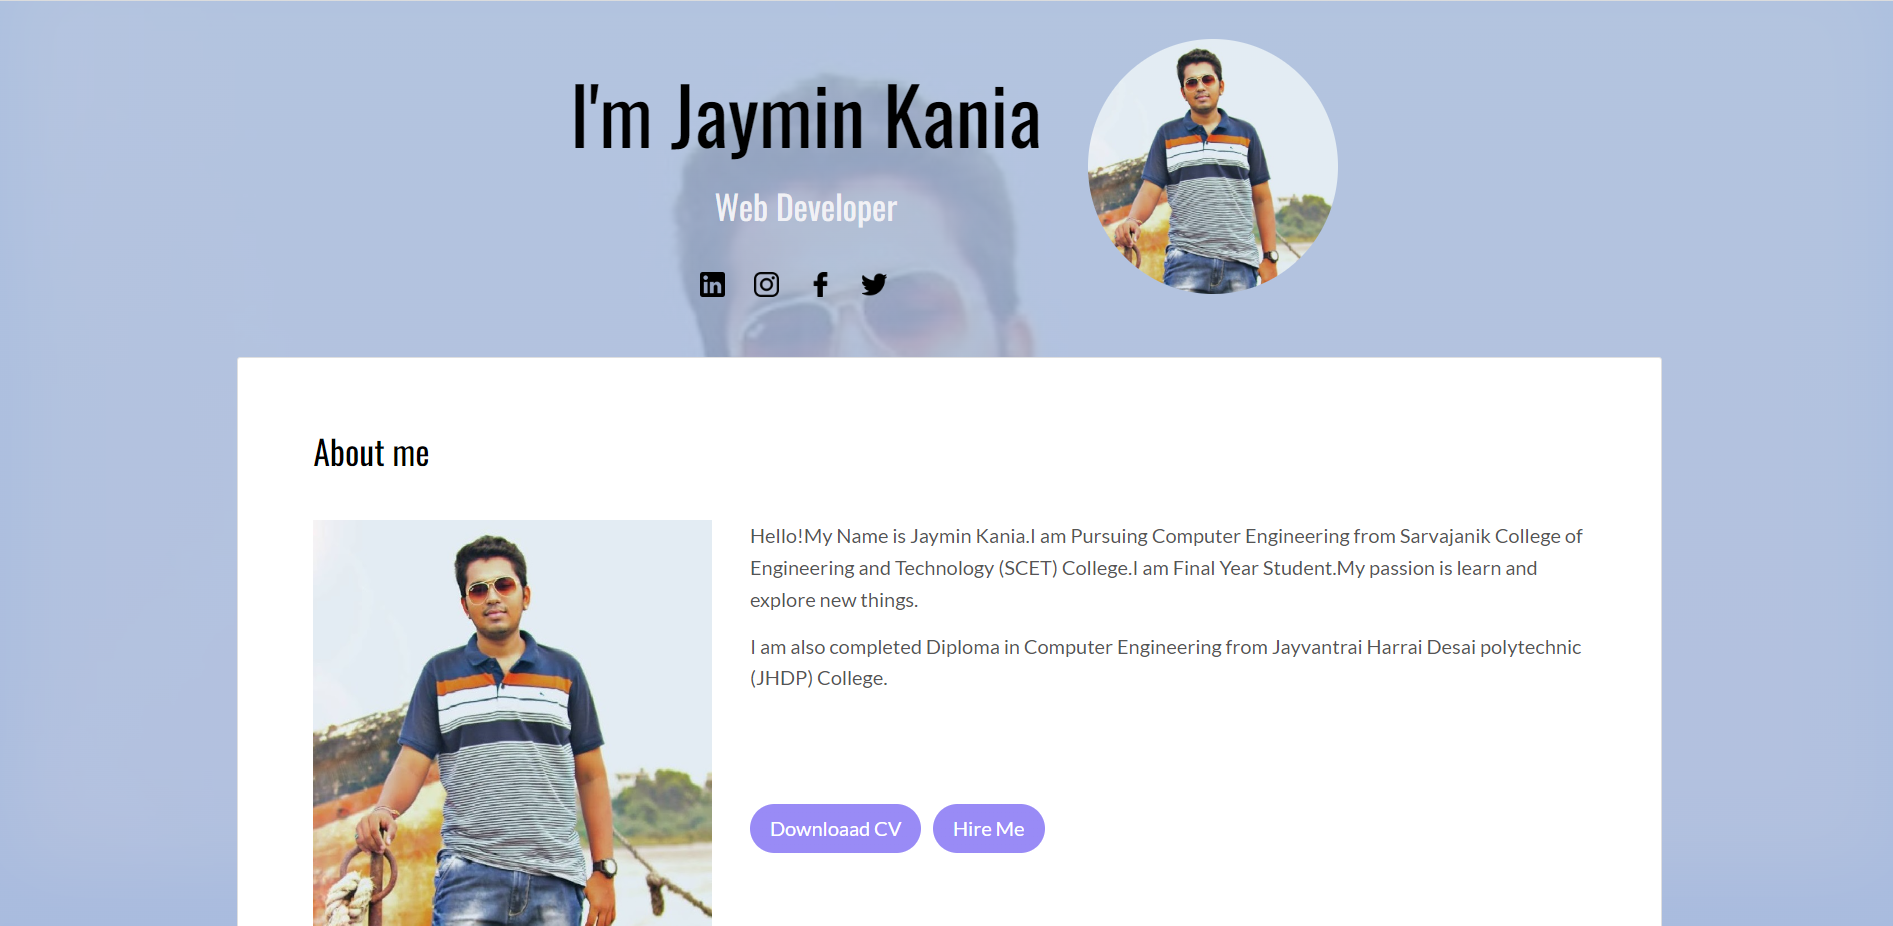 I'm Jaymin Kania
Web Developer
About me
Hello!My Name is Jaymin Kania.I am Pursuing Computer Engineering from Sarvajanik College of
Engineering and Technology (SCET) College.I am Final Year Student.My passion is learn and
explore new things.
I am also completed Diploma in Computer Engineering from Jayvantrai Harrai Desai polytechnic
(JHDP) College.
Downloaad CV
Hire Me